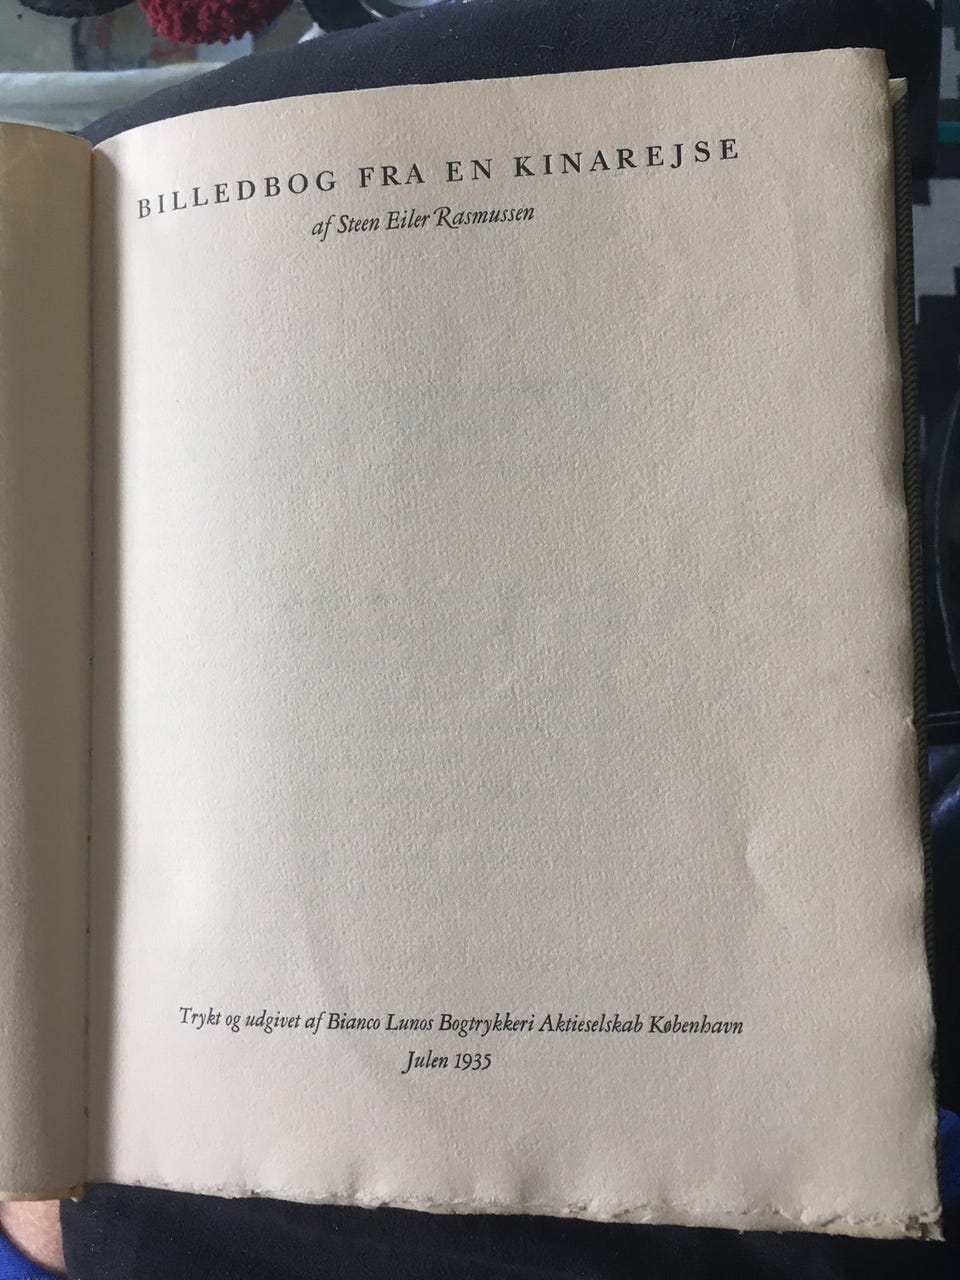 BILLEDBOG FRA EN KINAREJSE
af Steen Eiler Rasmussen
Trykt og udgivet af Bianco Lunos Bogtrykkeri Aktieselskab København
Julen 1935